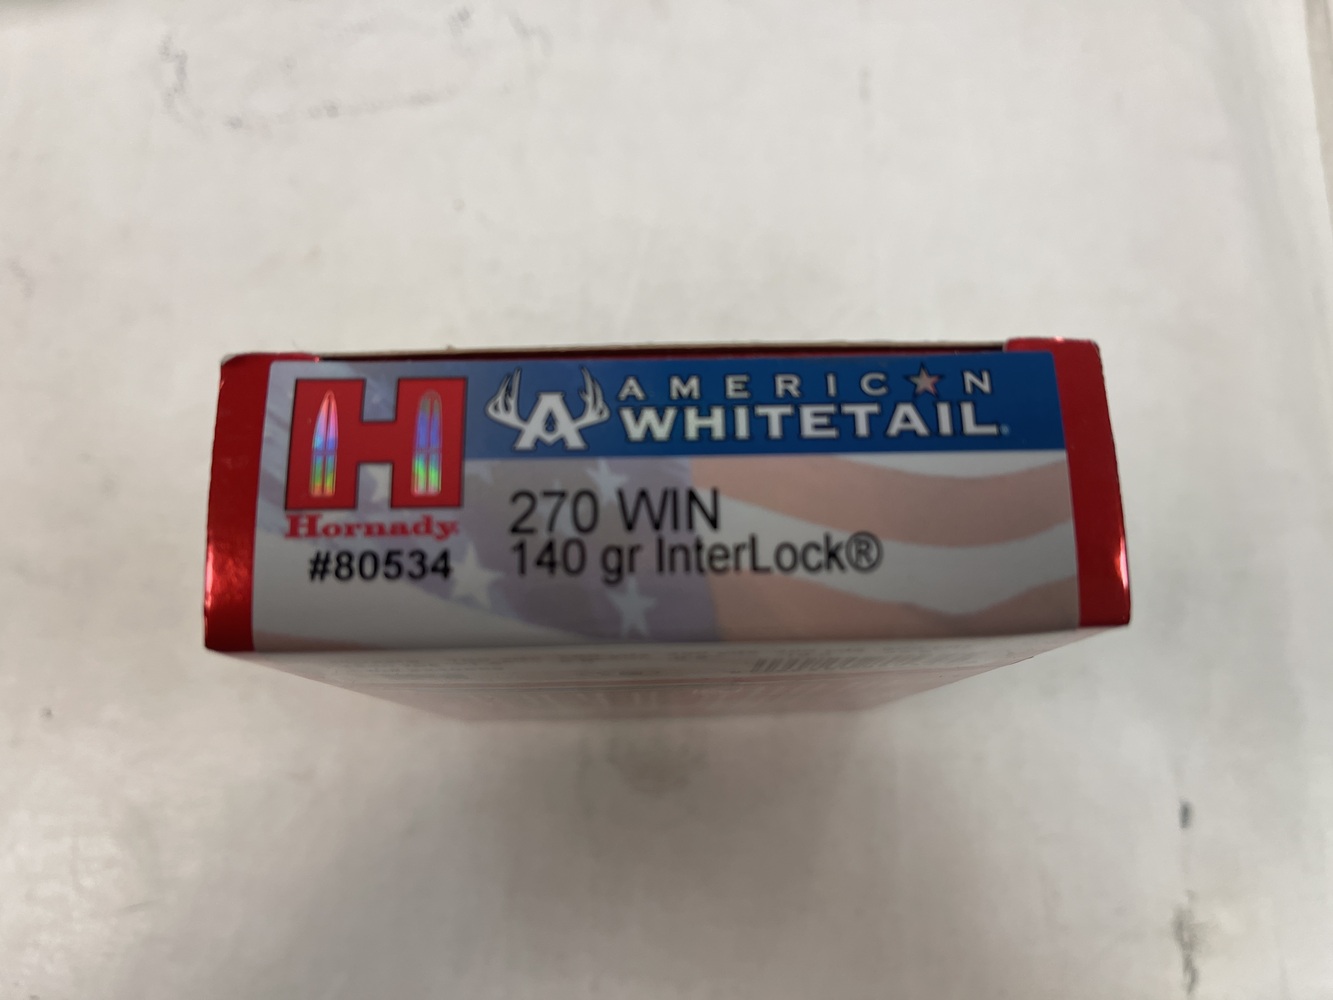 AMERICAN
WHITETAIL
Hornady
270 WIN
140 gr InterLock®
#80534